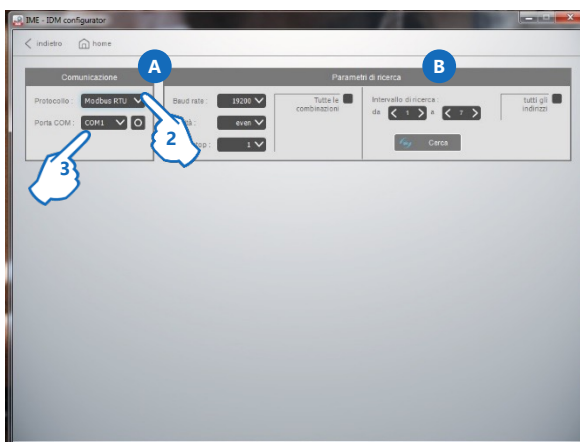 IME - IDM configurator
indietro home
A
B
Comunicazione
Parametri di ricerca
Protocollo : Modbus RTU
Porta COM : COM1
2
3
Baud rate : 19200
even
stop : 1
Tutte le
combinazioni
Intervallo di ricerca :
da 1 a 7
tutti gli
indirizzi
Cerca